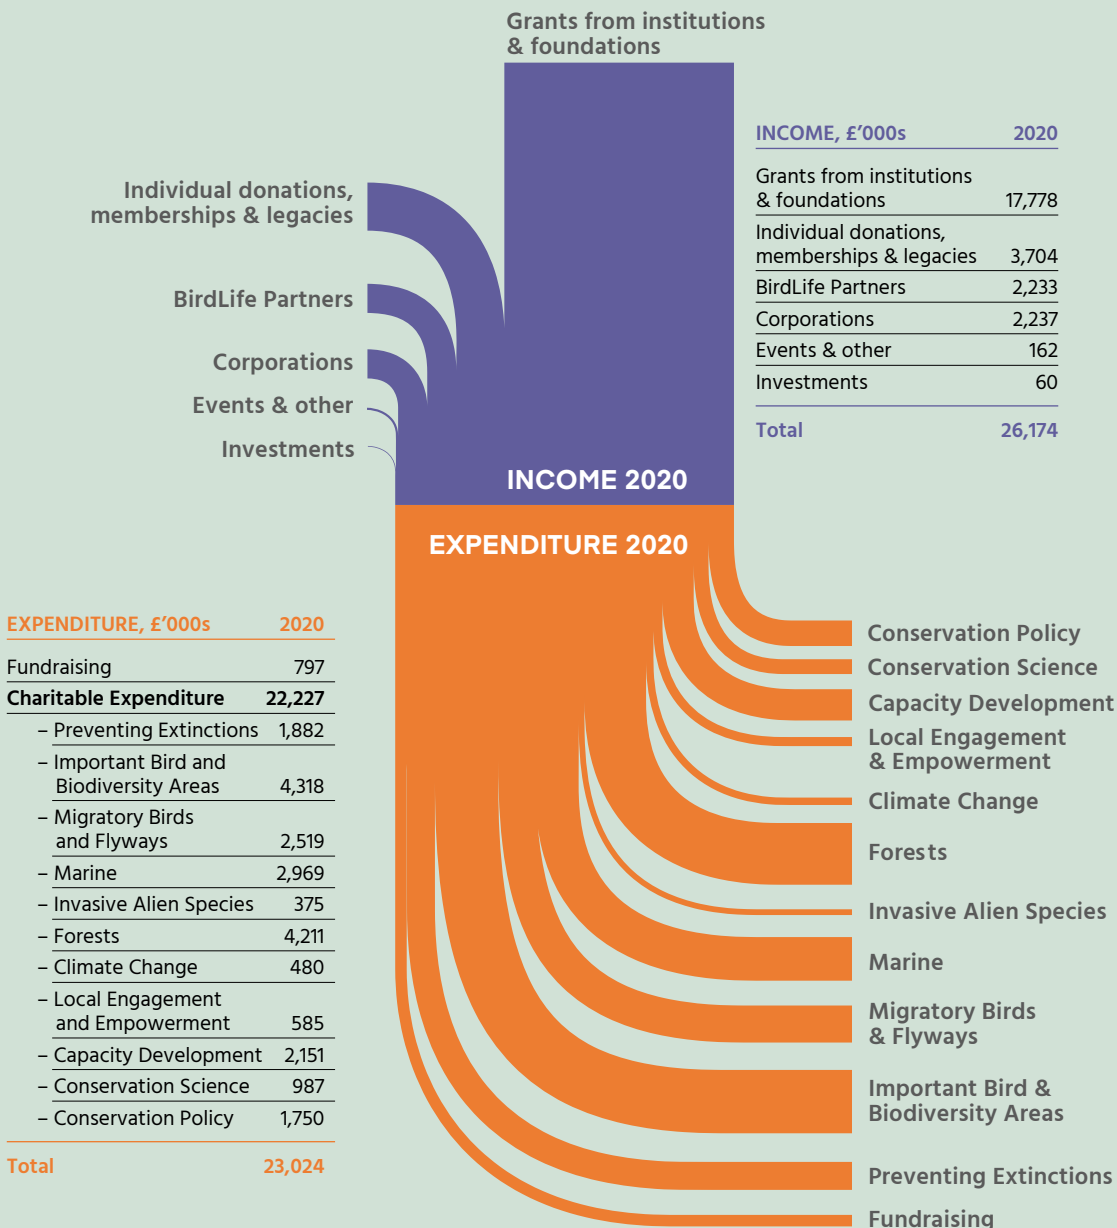 Grants from institutions
& foundations
INCOME, £’000s 2020
Grants from institutions
& foundations 17,778
Individual donations,
memberships & legacies 3,704
BirdLife Partners 2,233
Corporations 2,237
Events & other 162
Investments 60
Total 26,174
Individual donations,
memberships & legacies
BirdLife Partners
Corporations
Events & other
Investments
INCOME 2020
EXPENDITURE 2020
EXPENDITURE, £’000s 2020
Fundraising 797
Charitable Expenditure 22,227
– Preventing Extinctions 1,882
– Important Bird and
Biodiversity Areas 4,318
– Migratory Birds
and Flyways 2,519
– Marine 2,969
– Invasive Alien Species 375
– Forests 4,211
– Climate Change 480
– Local Engagement
and Empowerment 585
– Capacity Development 2,151
– Conservation Science 987
– Conservation Policy 1,750
Total 23,024
Conservation Policy
Conservation Science
Capacity Development
Local Engagement
& Empowerment
Climate Change
Forests
Invasive Alien Species
Marine
Migratory Birds
& Flyways
Important Bird &
Biodiversity Areas
Preventing Extinctions
Fundraising